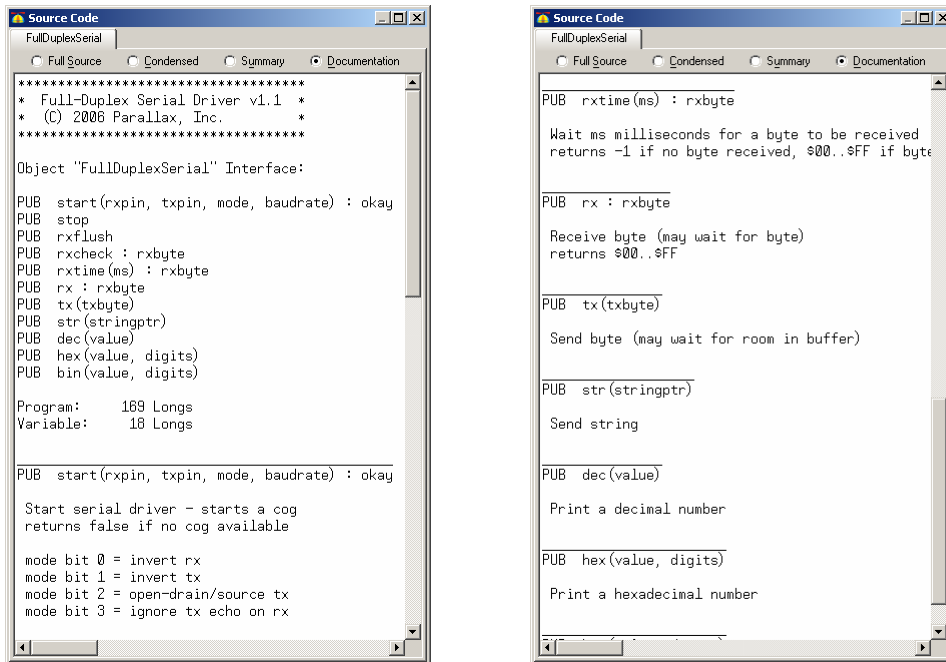 Source Code
FullDuplexSerial
Full Source Condensed Summary Documentation
************************************
* Full-Duplex Serial Driver v1.1 *
* (C) 2006 Parallax, Inc. *
************************************
Object "FullDuplexSerial" Interface:
PUB start(rxpin, txpin, mode, baudrate) : okay
PUB stop
PUB rxflush
PUB rxcheck : rxbyte
PUB rxtime(ms) : rxbyte
PUB rx : rxbyte
PUB tx(txbyte)
PUB str(stringptr)
PUB dec(value)
PUB hex(value, digits)
PUB bin(value, digits)
Program: 169 Longs
Variable: 18 Longs
PUB start(rxpin, txpin, mode, baudrate) : okay
Start serial driver - starts a cog
returns false if no cog available
mode bit 0 = invert rx
mode bit 1 = invert tx
mode bit 2 = open-drain/source tx
mode bit 3 = ignore tx echo on rx
Source Code
FullDuplexSerial
Full Source Condensed Summary Documentation
PUB rxtime(ms) : rxbyte
Wait ms milliseconds for a byte to be received
returns -1 if no byte received, $00..$FF if byte
PUB rx : rxbyte
Receive byte (may wait for byte)
returns $00..$FF
PUB tx(txbyte)
Send byte (may wait for room in buffer)
PUB str(stringptr)
Send string
PUB dec(value)
Print a decimal number
PUB hex(value, digits)
Print a hexadecimal number